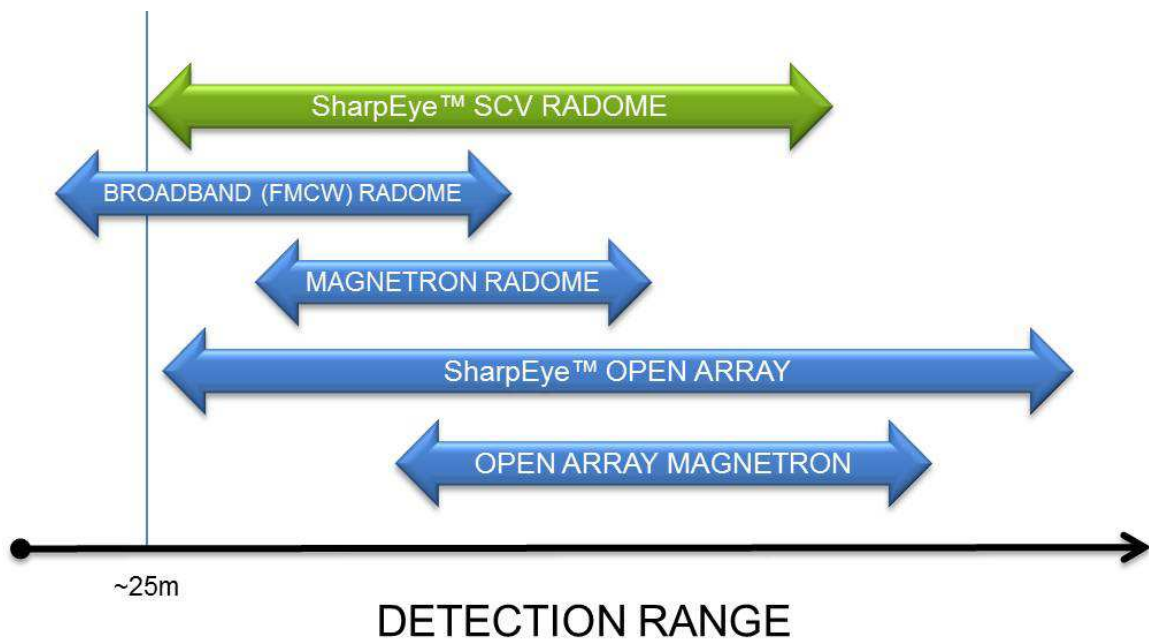 SharpEye™ SCV RADOME
BROADBAND (FMCW) RADOME
MAGNETRON RADOME
SharpEye™ OPEN ARRAY
OPEN ARRAY MAGNETRON
~25m
DETECTION RANGE